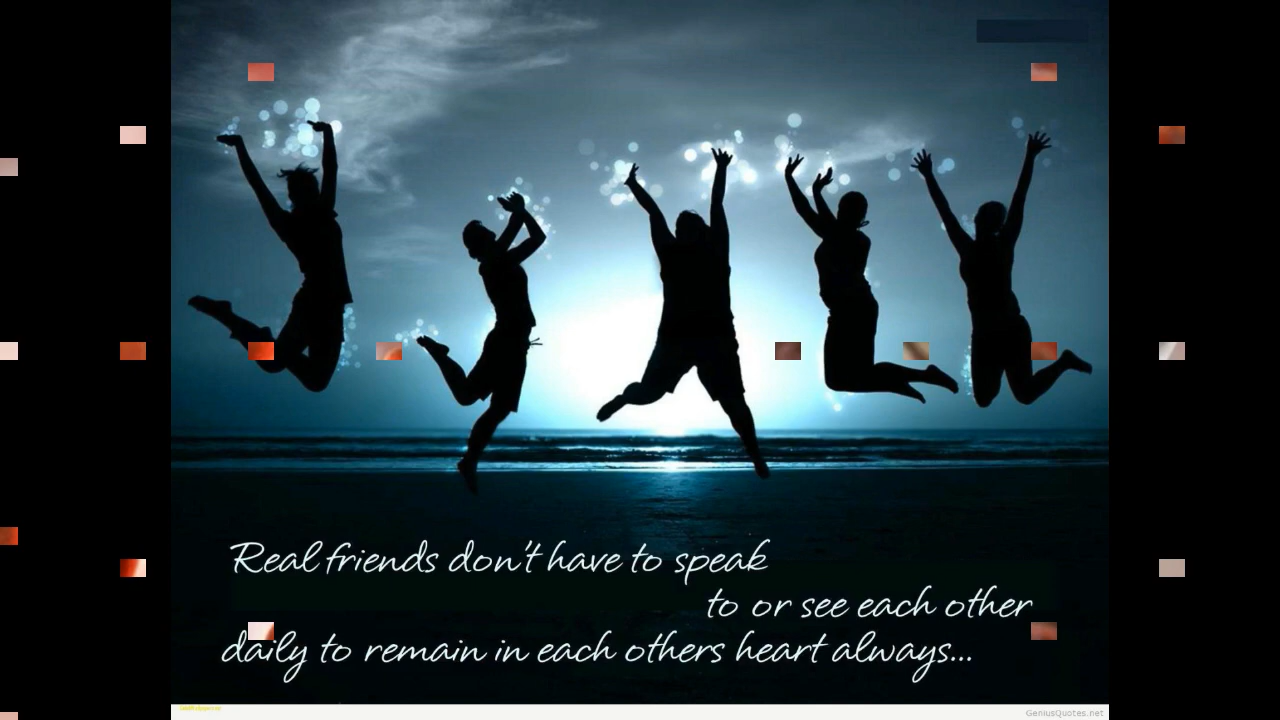 Real friends don't have to speak
to or see each other
daily to remain in each others heart always...
GeniusQuotes.net